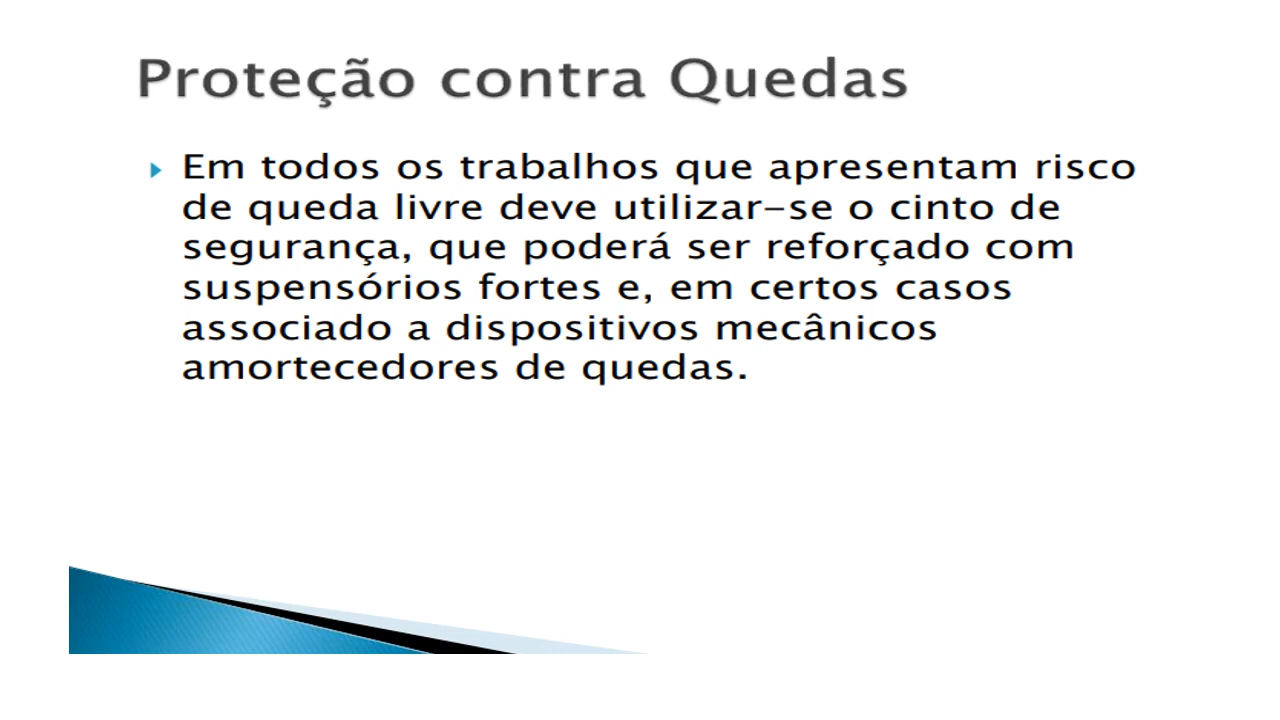 Proteção contra Quedas
Em todos os trabalhos que apresentam risco
de queda livre deve utilizar-se o cinto de
segurança, que poderá ser reforçado com
suspensórios fortes e, em certos casos
associado a dispositivos mecânicos
amortecedores de quedas.